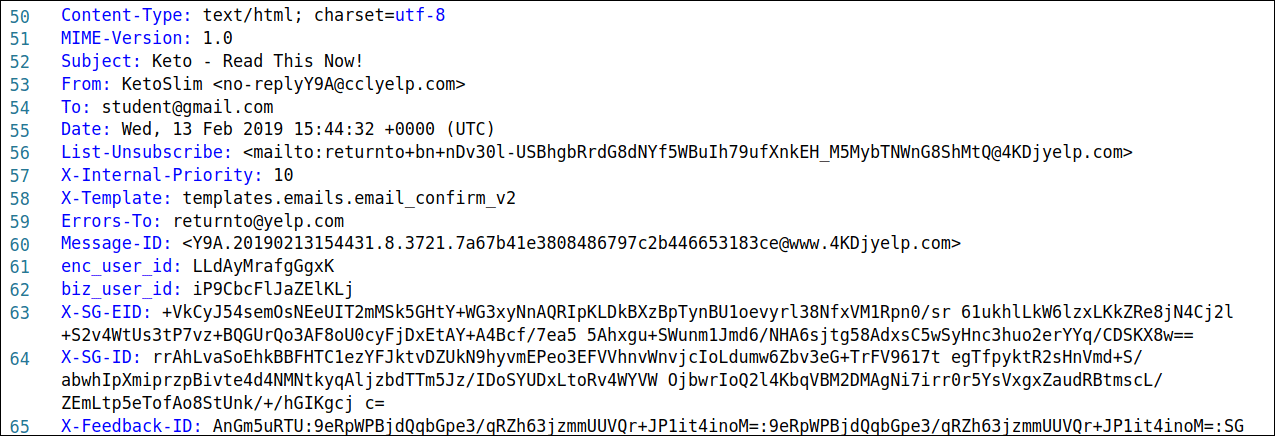 50 Content-Type: text/html; charset=utf-8
51 MIME-Version: 1.0
52 Subject: Keto - Read This Now!
53 From: KetoSlim <no-replyY9A@cclyelp.com>
54 To: student@gmail.com
55 Date: Wed, 13 Feb 2019 15:44:32 +0000 (UTC)
56 List-Unsubscribe: <mailto:returnto+bn+nDv30l-USBhgbRrdG8dNYf5WBuIh79ufXnkEH_M5MybTNWnG8ShMtQ@4KDjyelp.com>
57 X-Internal-Priority: 10
58 X-Template: templates.emails.email_confirm_v2
59 Errors-To: returnto@yelp.com
60 Message-ID: <Y9A.20190213154431.8.3721.7a67b41e3808486797c2b446653183ce@www.4KDjyelp.com>
61 enc_user_id: LLdAyMrafgGgxK
62 biz_user_id: iP9CbcFlJaZElKLj
63 X-SG-EID: +VkCyJ54semOsNEeUIT2mMSk5GHtY+WG3xyNnAQRIpKLDkBXzBpTynBU1oevyrl38NfxVM1Rpn0/sr 61ukhlLkW6lzxLKkZRe8jN4Cj2l
+S2v4WtUs3tP7vz+BQGUrQo3AF8oU0cyFjDxEtAY+A4Bcf/7ea5 5Ahxgu+SWunm1Jmd6/NHA6sjtg58AdxsC5wSyHnc3huo2erYYq/CDSKX8w==
64 X-SG-ID: rrAhLvaSoEhkBBFHTC1ezYFJktvDZUkN9hyvmEPeo3EFVVhnvWnvjcIoLdumw6Zbv3eG+TrFV9617t egTfpyktR2sHnVmd+S/
abwhIpXmiprzpBivte4d4NMNtkyqAljzbdTTm5Jz/IDoSYUDxLtoRv4WYVW OjbwrIoQ2l4KbqVBM2DMAgNi7irr0r5YsVxgxZaudRBtmscL/
ZEmLtp5eTofAo8StUnk/+/hGIKgcj c=
65 X-Feedback-ID: AnGm5uRTU:9eRpWPBjdQqbGpe3/qRZh63jzmmUUVQr+JP1it4inoM=:9eRpWPBjdQqbGpe3/qRZh63jzmmUUVQr+JP1it4inoM=:SG